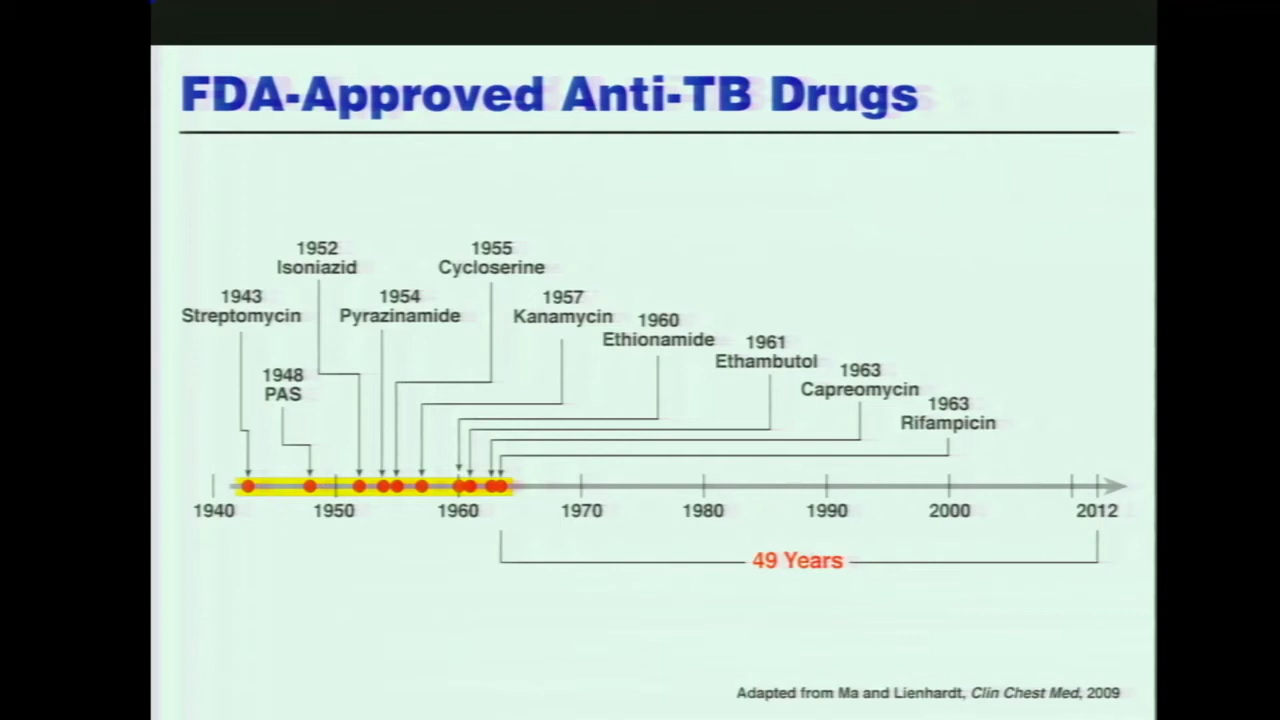 FDA-Approved Anti-TB Drugs
1952
Isoniazid
1955
Cycloserine
1943
Streptomycin
1954
Pyrazinamide
1957
Kanamycin
1960
Ethionamide
1961
Ethambutol
1948
PAS
1963
Capreomycin
1963
Rifampicin
1940 1950 1960 1970 1980 1990 2000 2012
49 Years
Adapted from Ma and Lienhardt, Clin Chest Med, 2009